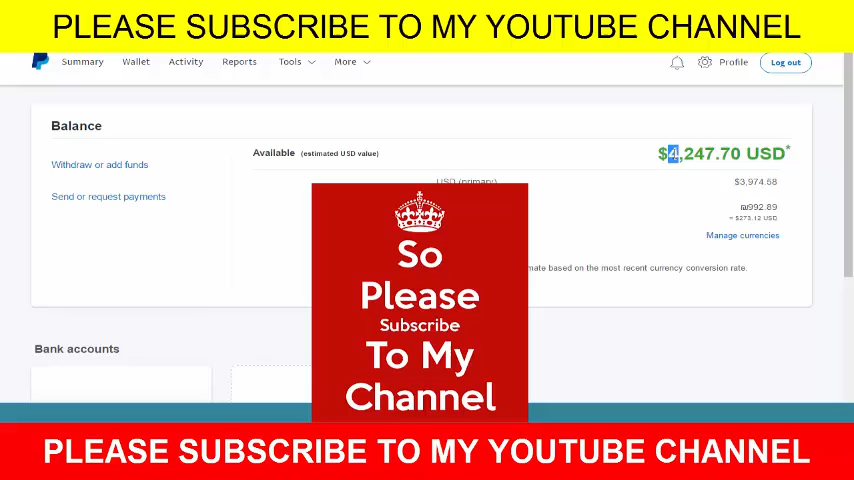 PLEASE SUBSCRIBE TO MY YOUTUBE CHANNEL
Summary Wallet Activity Reports Tools More Profile Log out
Balance
Available (estimated USD value) $4,247.70 USD*
Withdraw or add funds
USD (primary) $3,974.58
Send or request payments
₪992.89
= $273.12 USD
Manage currencies
based on the most recent currency conversion rate.
So
Please
Subscribe
To My
Channel
Bank accounts
PLEASE SUBSCRIBE TO MY YOUTUBE CHANNEL